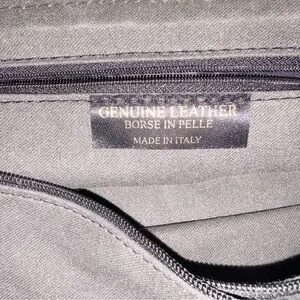 GENUINE LEATHER
BORSE IN PELLE
MADE IN ITALY